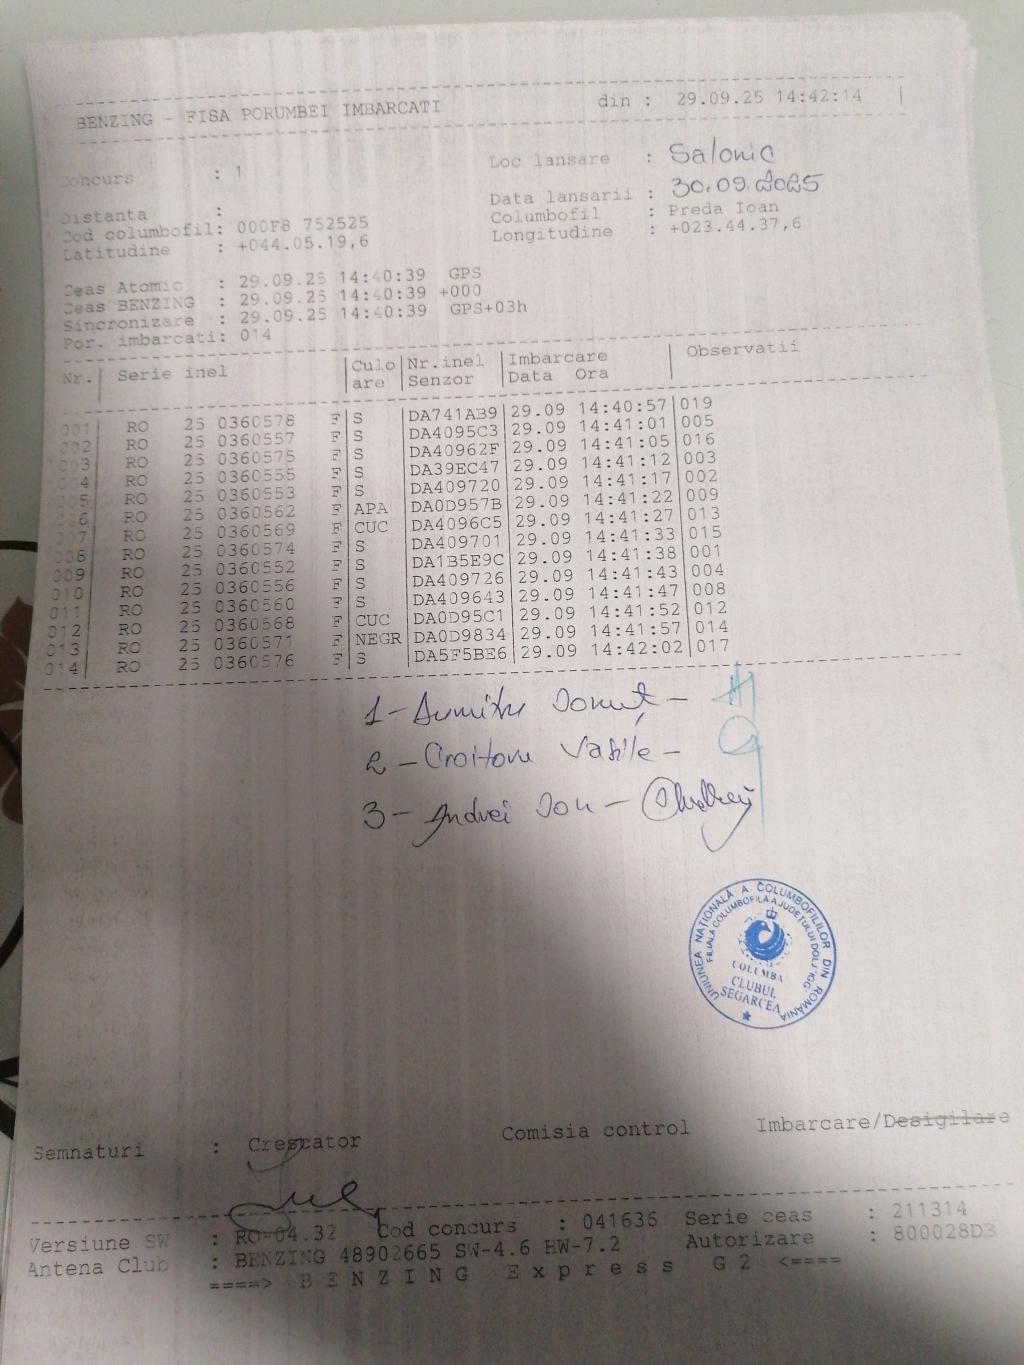 BENZING - FISA PORUMBEI IMBARCATI din : 29.09.25 14:42:14
Concurs : 1 Loc lansare : Salonic
Distanta : Data lansarii : 30.09.2025
Cod columbofil: 000F8 752525 Columbofil : Preda Ioan
Latitudine : +044.05.19,6 Longitudine : +023.44.37,6
Ceas Atomic : 29.09.25 14:40:39 GPS
Ceas BENZING : 29.09.25 14:40:39 +000
Sincronizare : 29.09.25 14:40:39 GPS+03h
Por. imbarcati: 014
Nr.| Serie inel |Culo|Nr.inel|Imbarcare | Observatii
|are |Senzor |Data Ora |
001| RO 25 0360578 F|S |DA741AB9|29.09 14:40:57|019
002| RO 25 0360557 F|S |DA4095C3|29.09 14:41:01|005
003| RO 25 0360575 F|S |DA40962F|29.09 14:41:05|016
004| RO 25 0360555 F|S |DA39EC47|29.09 14:41:12|003
005| RO 25 0360553 F|S |DA409720|29.09 14:41:17|002
006| RO 25 0360562 F|APA |DA0D957B|29.09 14:41:22|009
007| RO 25 0360569 F|CUC |DA4096C5|29.09 14:41:27|013
008| RO 25 0360574 F|S |DA409701|29.09 14:41:33|015
009| RO 25 0360552 F|S |DA1B5E9C|29.09 14:41:38|001
010| RO 25 0360556 F|S |DA409726|29.09 14:41:43|004
011| RO 25 0360560 F|S |DA409643|29.09 14:41:47|008
012| RO 25 0360568 F|CUC |DA0D95C1|29.09 14:41:52|012
013| RO 25 0360571 F|NEGR|DA0D9834|29.09 14:41:57|014
014| RO 25 0360576 F|S |DA5F5BE6|29.09 14:42:02|017
1 - Dumitru Ionuț -
2 - Croitoru Vasile -
3 - Andrei Ion -
UNIUNEA NAȚIONALĂ A COLUMBOFILILOR DIN ROMÂNIA
FILIALA COLUMBOFILĂ A JUDEȚULUI DOLJ "IGG"
COLUMBA
CLUBUL
SEGARCEA
Semnaturi : Crescator Comisia control Imbarcare/Desigilare
Versiune SW : RO-04.32 Cod concurs : 041636 Serie ceas : 211314
Antena Club : BENZING 48902665 SW-4.6 HW-7.2 Autorizare : 800028D3
====> B E N Z I N G E x p r e s s G 2 <====